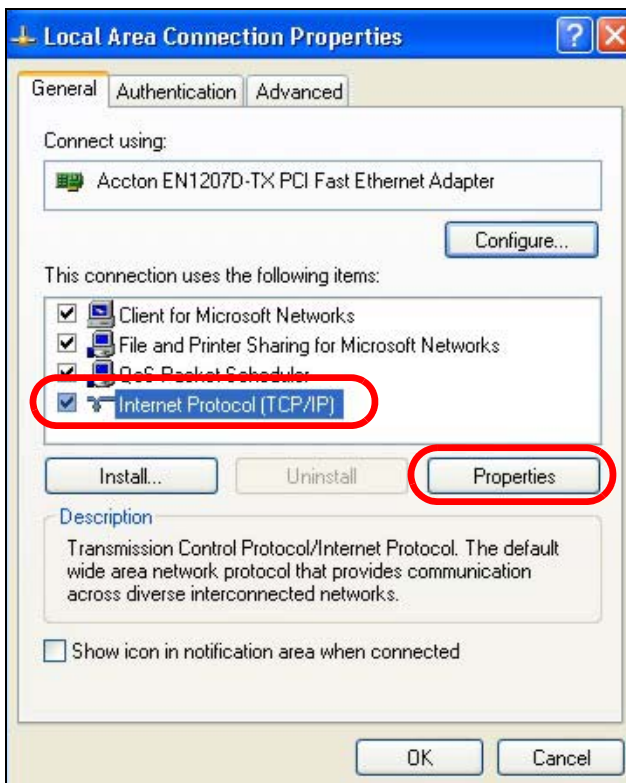 Local Area Connection Properties
General Authentication Advanced
Connect using:
Accton EN1207D-TX PCI Fast Ethernet Adapter
Configure...
This connection uses the following items:
Client for Microsoft Networks
File and Printer Sharing for Microsoft Networks
QoS Packet Scheduler
Internet Protocol (TCP/IP)
Install... Uninstall Properties
Description
Transmission Control Protocol/Internet Protocol. The default
wide area network protocol that provides communication
across diverse interconnected networks.
Show icon in notification area when connected
OK Cancel